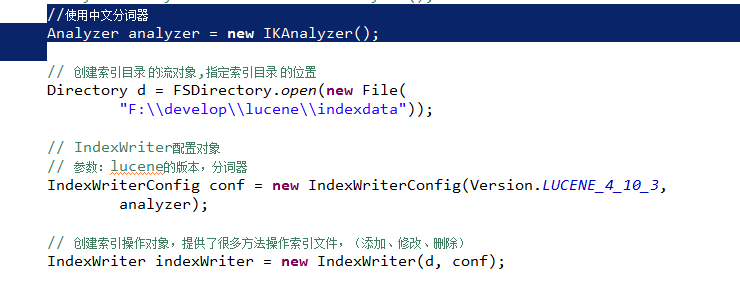 //使用中文分词器
Analyzer analyzer = new IKAnalyzer();
// 创建索引目录的流对象,指定索引目录的位置
Directory d = FSDirectory.open(new File(
"F:\\develop\\lucene\\indexdata"));
// IndexWriter配置对象
// 参数：lucene的版本，分词器
IndexWriterConfig conf = new IndexWriterConfig(Version.LUCENE_4_10_3,
analyzer);
// 创建索引操作对象，提供了很多方法操作索引文件，（添加、修改、删除）
IndexWriter indexWriter = new IndexWriter(d, conf);